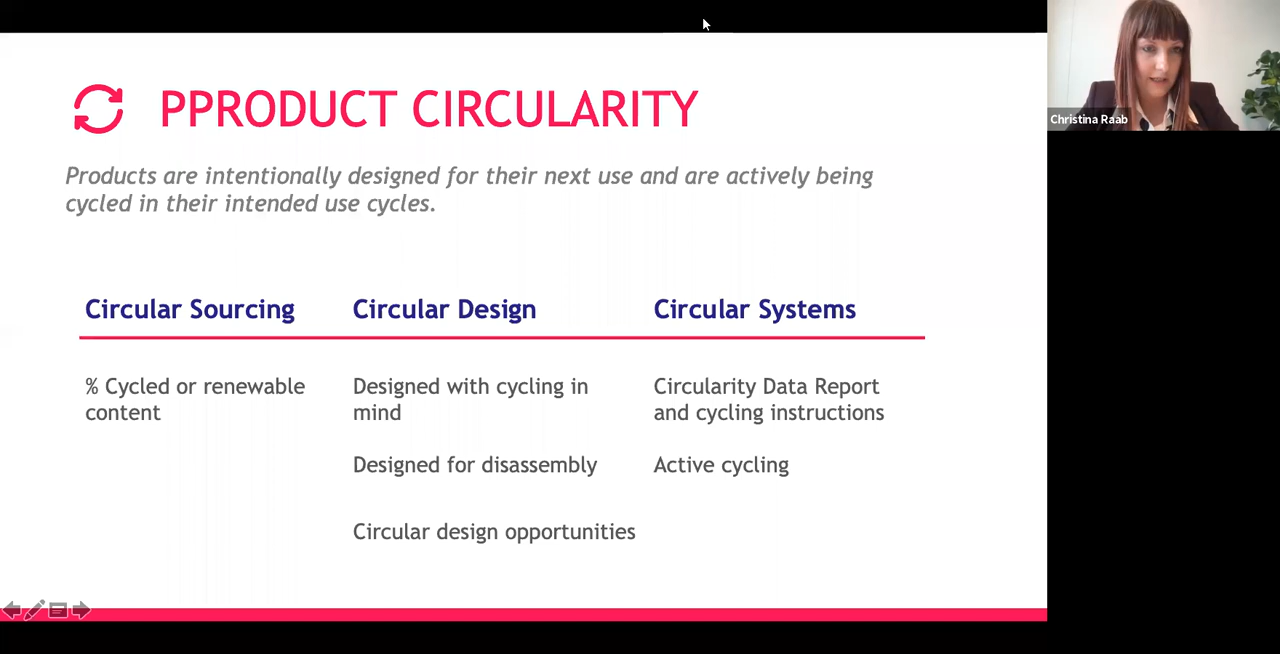 PPRODUCT CIRCULARITY
Products are intentionally designed for their next use and are actively being
cycled in their intended use cycles.
Circular Sourcing
% Cycled or renewable
content
Circular Design
Designed with cycling in
mind
Designed for disassembly
Circular design opportunities
Circular Systems
Circularity Data Report
and cycling instructions
Active cycling
Christina Raab